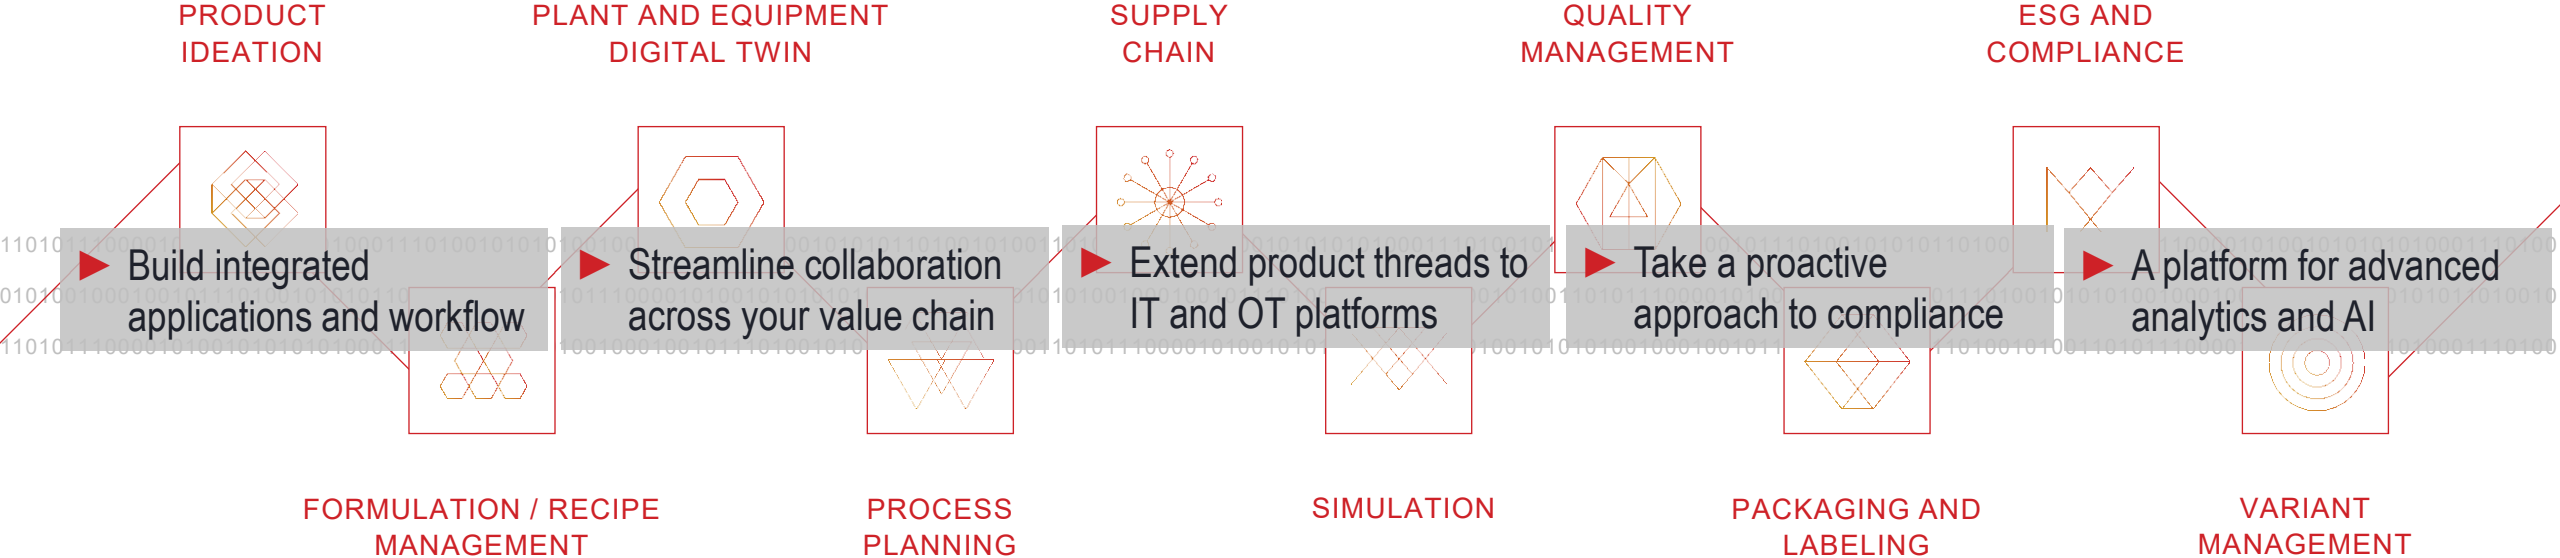 PRODUCT
IDEATION
PLANT AND EQUIPMENT
DIGITAL TWIN
SUPPLY
CHAIN
QUALITY
MANAGEMENT
ESG AND
COMPLIANCE
Build integrated
applications and workflow
Streamline collaboration
across your value chain
Extend product threads to
IT and OT platforms
Take a proactive
approach to compliance
A platform for advanced
analytics and AI
FORMULATION / RECIPE
MANAGEMENT
PROCESS
PLANNING
SIMULATION
PACKAGING AND
LABELING
VARIANT
MANAGEMENT